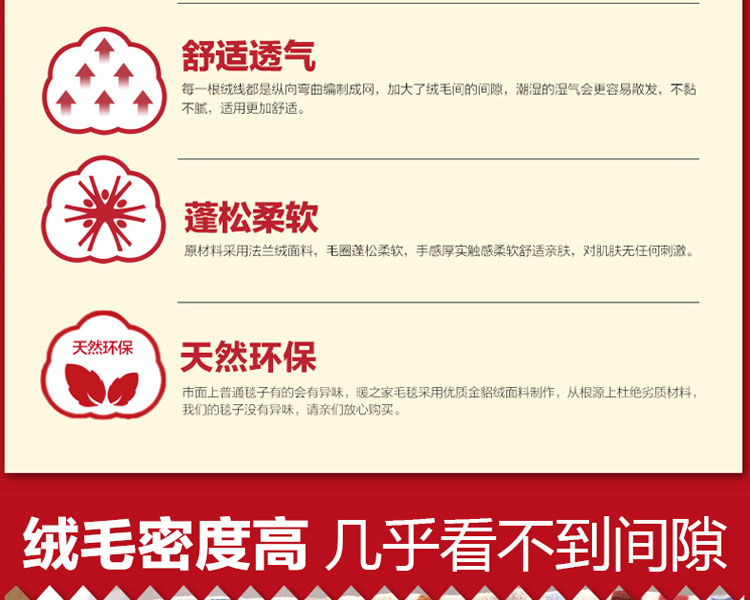 舒适透气
每一根绒线都是纵向弯曲编制成网，加大了绒毛间的间隙，潮湿的湿气会更容易散发，不黏
不腻，适用更加舒适。
蓬松柔软
原材料采用法兰绒面料，毛圈蓬松柔软，手感厚实触感柔软舒适亲肤，对肌肤无任何刺激。
天然环保
天然环保
市面上普通毯子有的会有异味，暖之家毛毯采用优质金貂绒面料制作，从根源上杜绝劣质材料，
我们的毯子没有异味，请亲们放心购买。
绒毛密度高 几乎看不到间隙